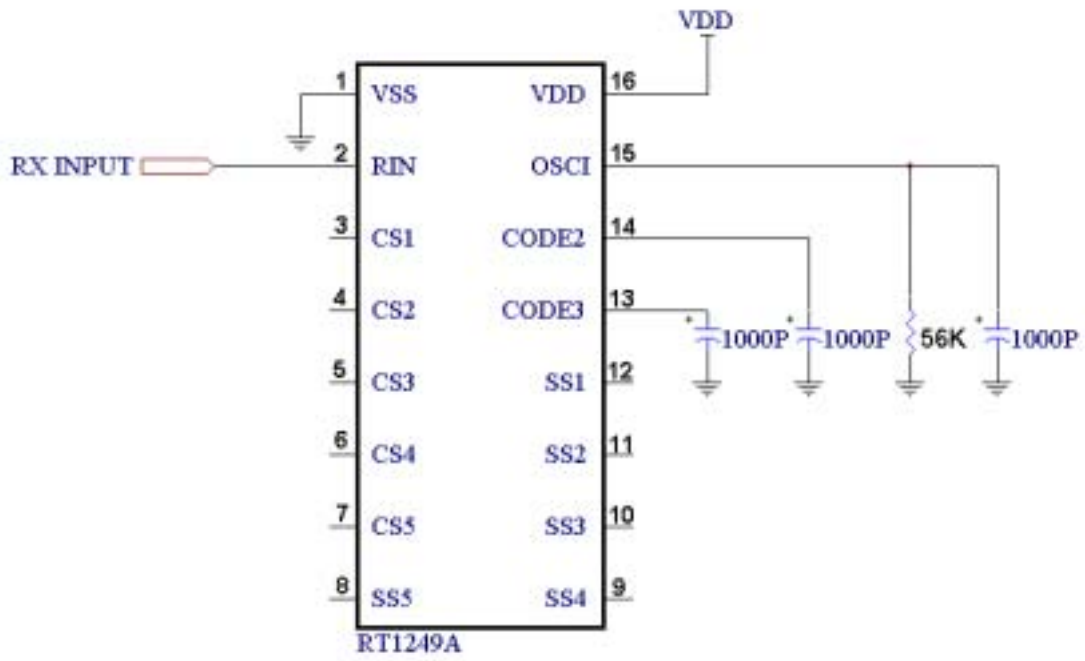 VDD
1 VSS VDD 16
RX INPUT 2 RIN OSCI 15
3 CS1 CODE2 14
4 CS2 CODE3 13
+ 1000P + 1000P 56K + 1000P
5 CS3 SS1 12
6 CS4 SS2 11
7 CS5 SS3 10
8 SS5 SS4 9
RT1249A